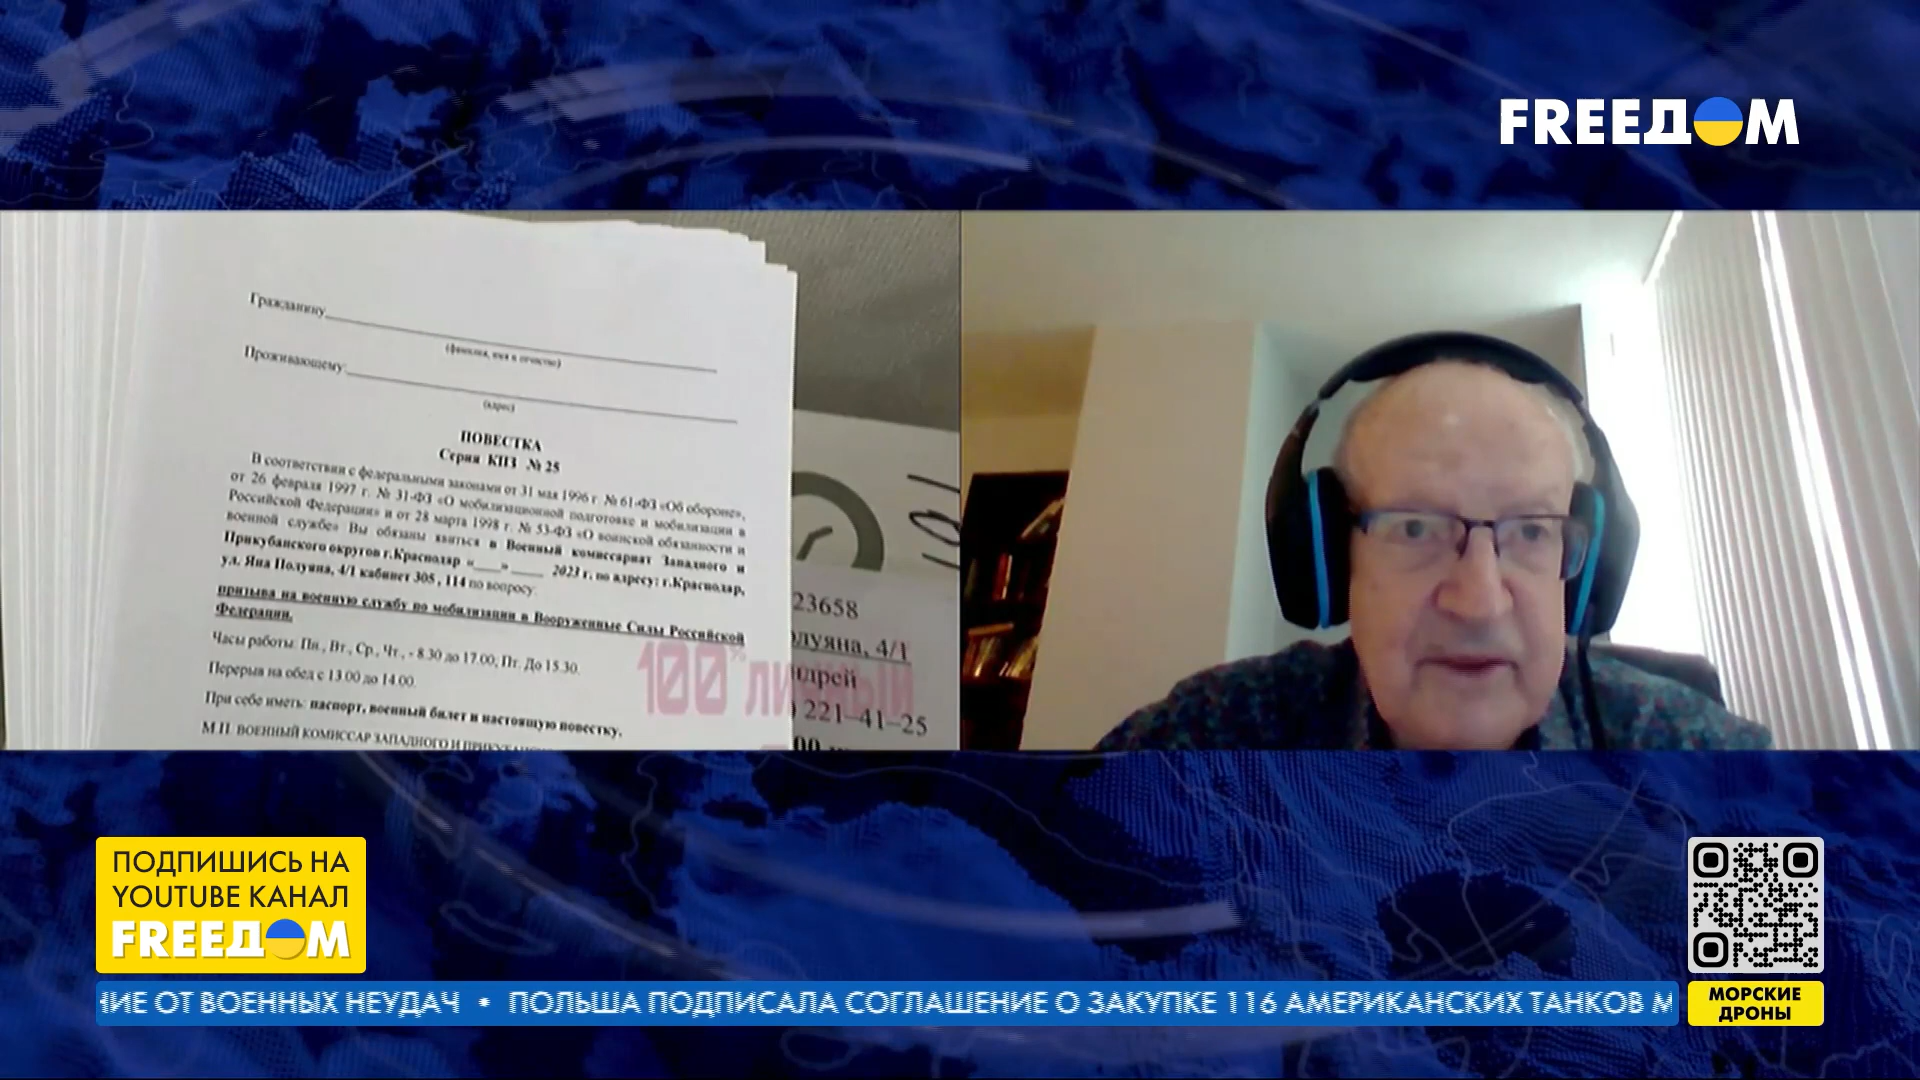 FREEДOM
Гражданину
(фамилия, имя и отчество)
Проживающему:
(адрес)
ПОВЕСТКА
Серия КПЗ № 25
В соответствии с федеральными законами от 31 мая 1996 г. № 61-ФЗ «Об обороне»,
от 26 февраля 1997 г. № 31-ФЗ «О мобилизационной подготовке и мобилизации в
Российской Федерации» и от 28 марта 1998 г. № 53-ФЗ «О воинской обязанности и
военной службе» Вы обязаны явиться в Военный комиссариат Западного и
Прикубанского округов г.Краснодар «____» _____ 2023 г. по адресу: г.Краснодар,
ул. Яна Полуяна, 4/1 кабинет 305 , 114 по вопросу:
призыва на военную службу по мобилизации в Вооруженные Силы Российской
Федерации.
Часы работы: Пн., Вт., Ср., Чт., - 8.30 до 17.00; Пт. До 15.30.
Перерыв на обед с 13.00 до 14.00.
При себе иметь: паспорт, военный билет и настоящую повестку.
М.П. ВОЕННЫЙ КОМИССАР ЗАПАДНОГО И
23658
олуяна, 4/1
ндрей
) 221–41–25
100%
ПОДПИШИСЬ НА
YOUTUBE КАНАЛ
FREEДOM
НИЕ ОТ ВОЕННЫХ НЕУДАЧ • ПОЛЬША ПОДПИСАЛА СОГЛАШЕНИЕ О ЗАКУПКЕ 116 АМЕРИКАНСКИХ ТАНКОВ М
МОРСКИЕ
ДРОНЫ